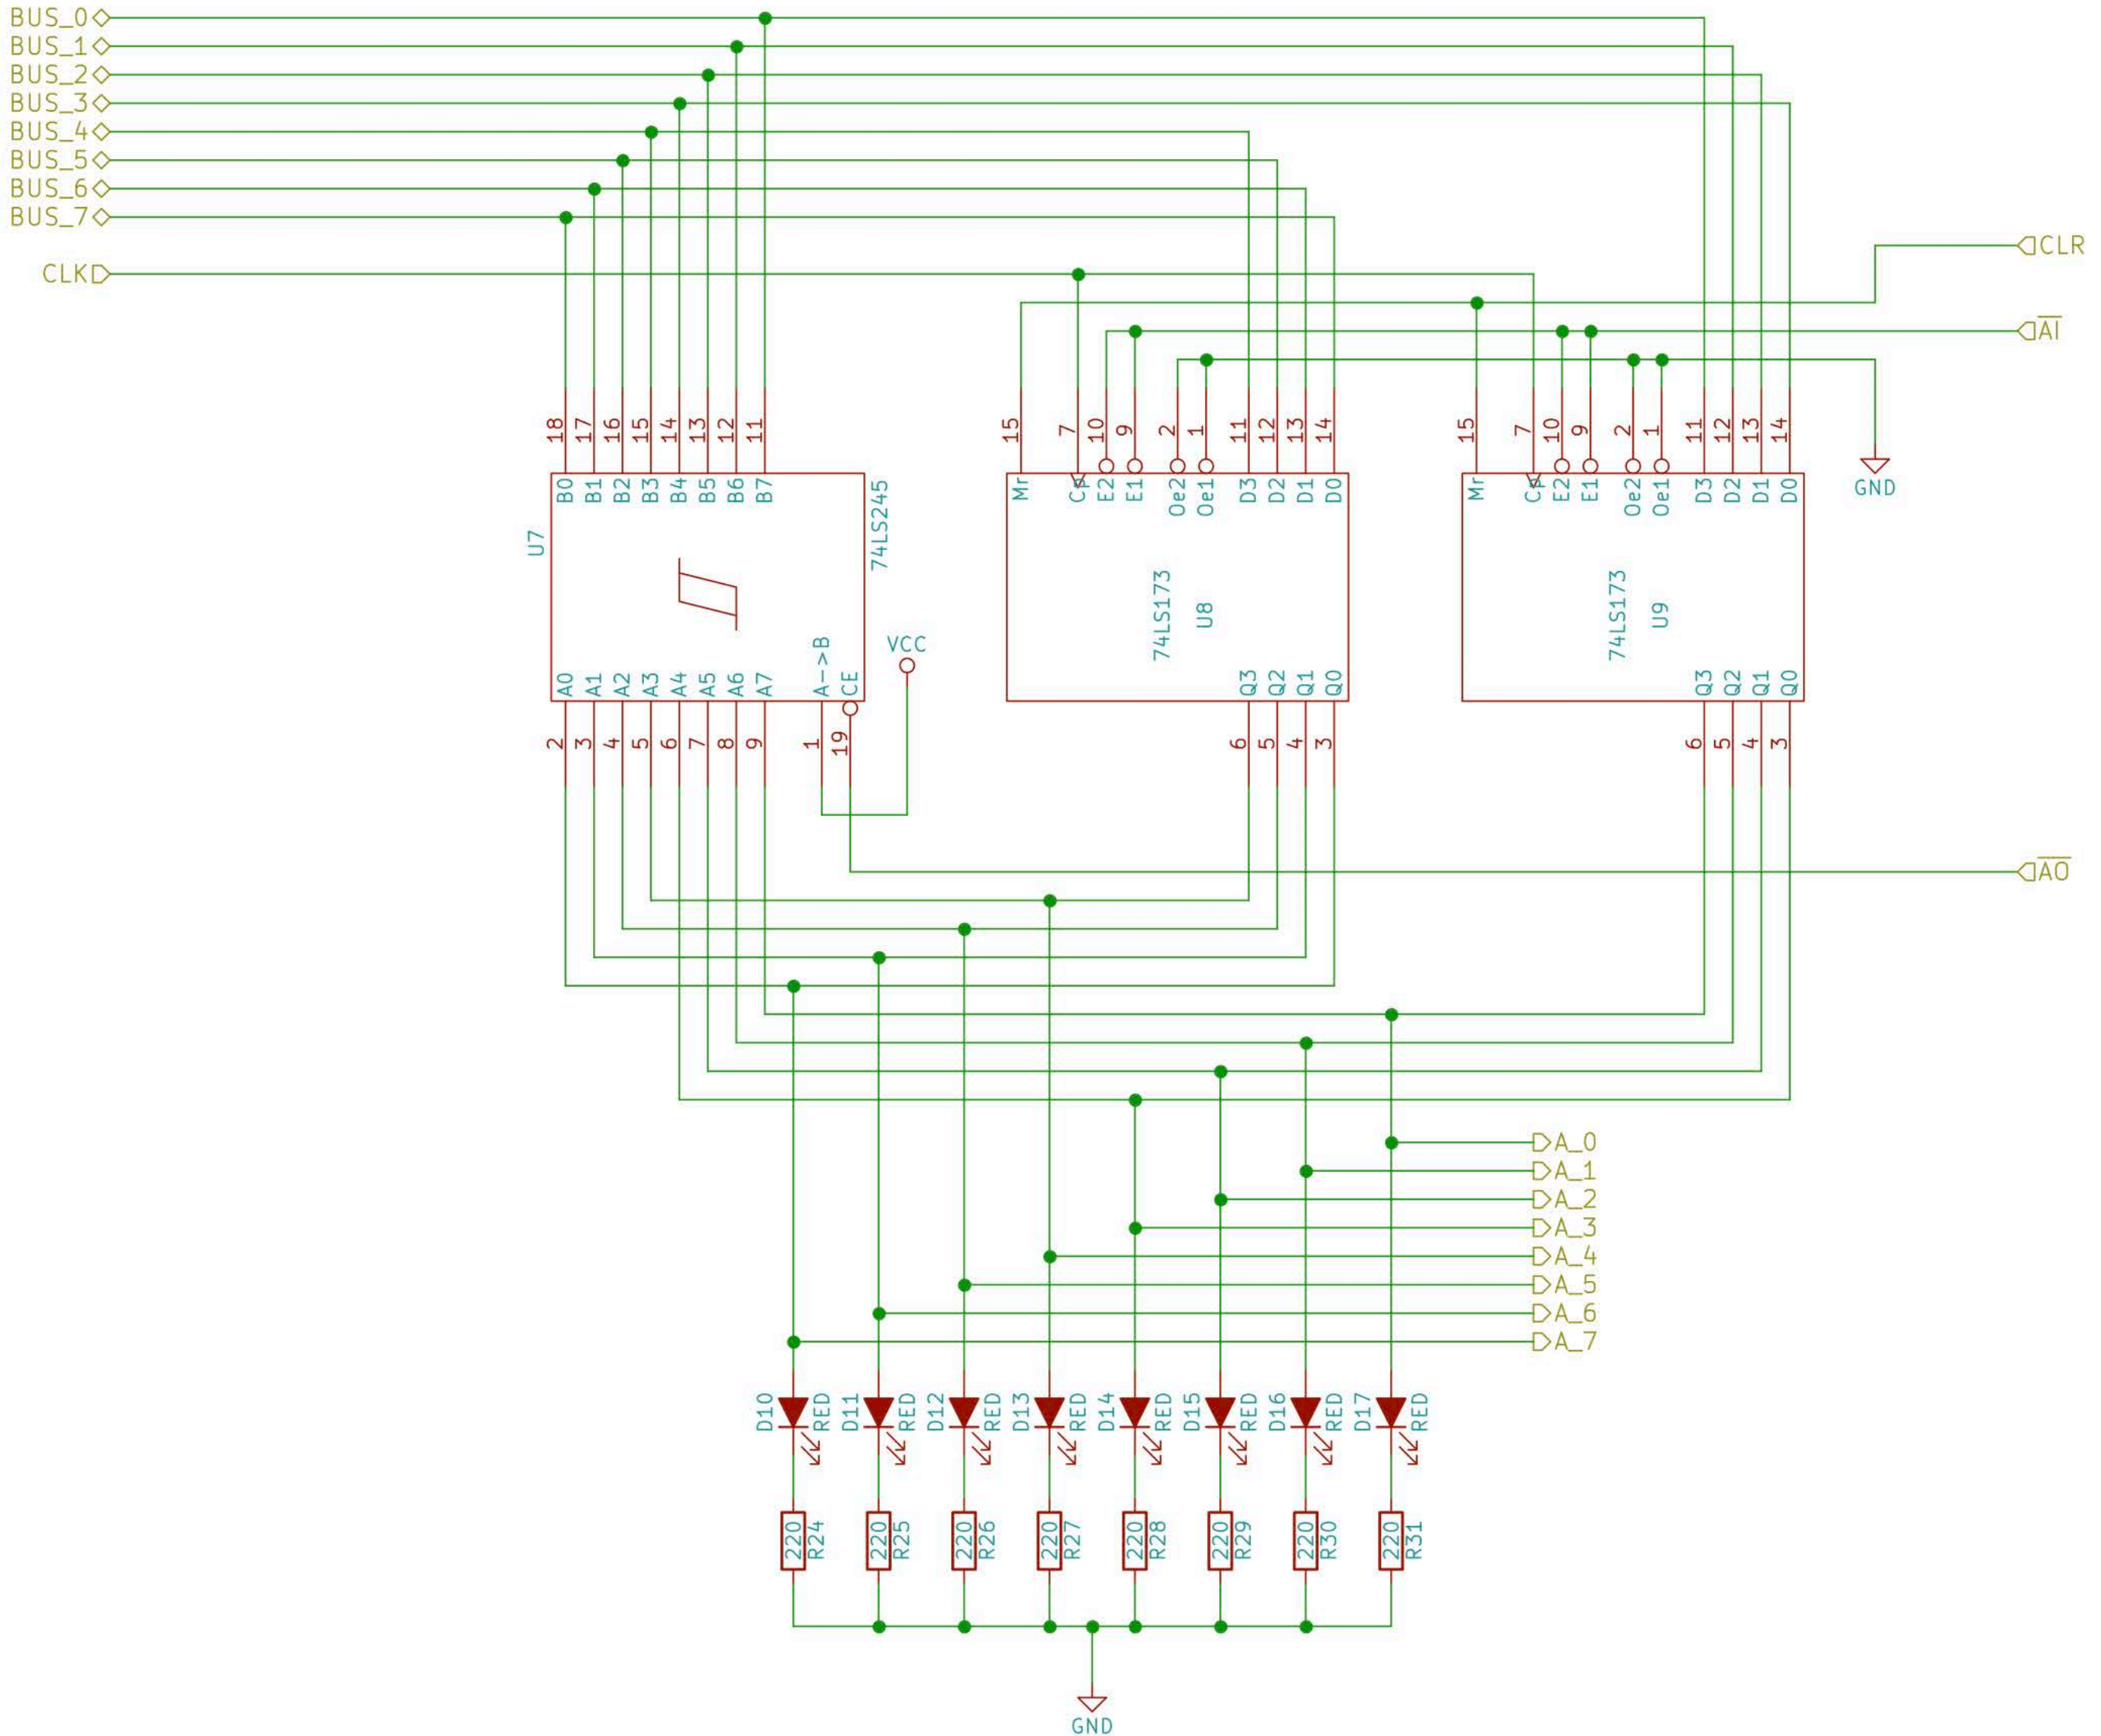 BUS_0
BUS_1
BUS_2
BUS_3
BUS_4
BUS_5
BUS_6
BUS_7
CLR
CLK
AI
18 17 16 15 14 13 12 11
15 7 10 9 2 1 11 12 13 14
15 7 10 9 2 1 11 12 13 14
B0 B1 B2 B3 B4 B5 B6 B7
Mr Cp E2 E1 Oe2 Oe1 D3 D2 D1 D0
Mr Cp E2 E1 Oe2 Oe1 D3 D2 D1 D0
GND
U7
74LS245
74LS173
U8
74LS173
U9
VCC
A0 A1 A2 A3 A4 A5 A6 A7 A->B CE
Q3 Q2 Q1 Q0
Q3 Q2 Q1 Q0
2 3 4 5 6 7 8 9 1 19
6 5 4 3
6 5 4 3
AO
A_0
A_1
A_2
A_3
A_4
A_5
A_6
A_7
D10 RED D11 RED D12 RED D13 RED D14 RED D15 RED D16 RED D17 RED
220 R24 220 R25 220 R26 220 R27 220 R28 220 R29 220 R30 220 R31
GND